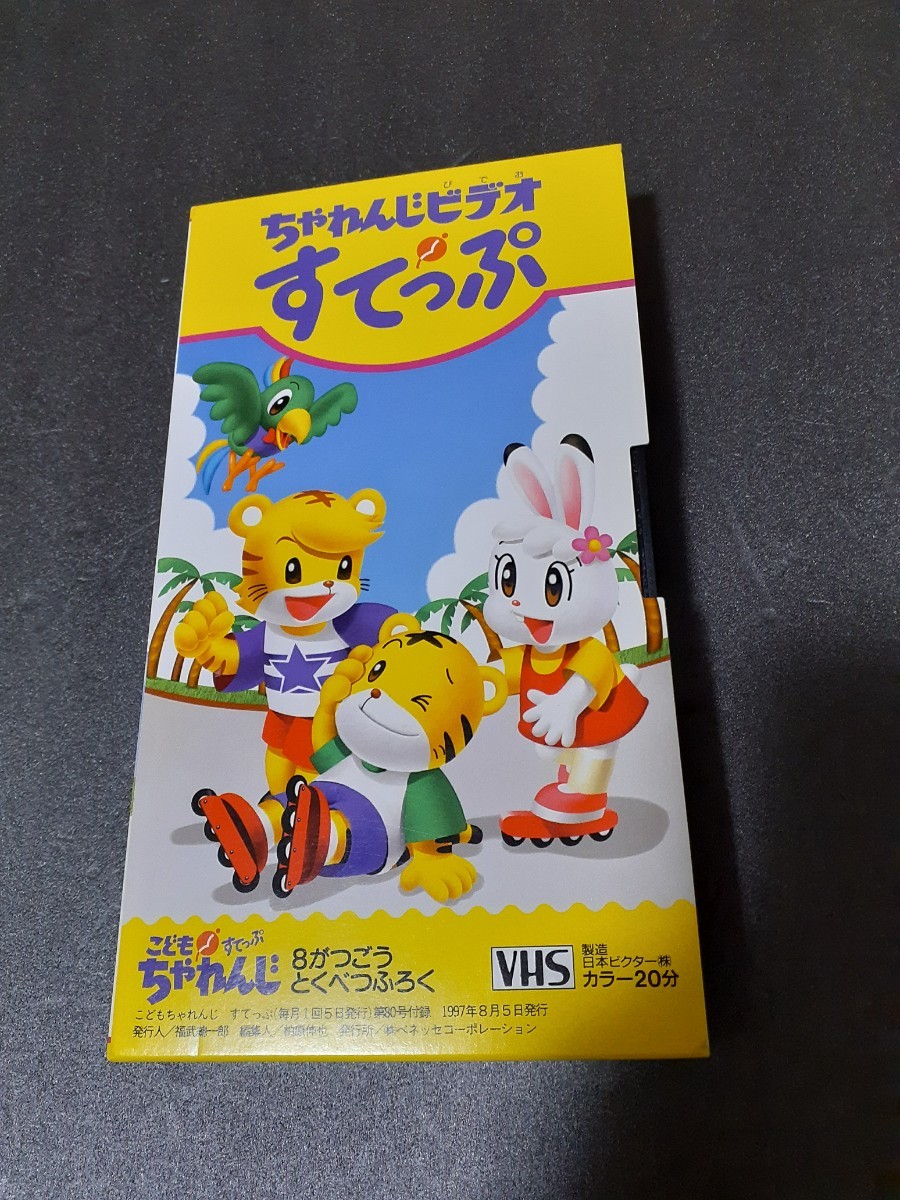 びでお
ちゃれんじビデオ
すてっぷ
こども すてっぷ
ちゃれんじ
8がつごう
とくべつふろく
VHS
製造
日本ビクター㈱
カラー20分
こどもちゃれんじ すてっぷ(毎月1回5日発行)第80号付録 1997年8月5日発行
発行人/福武總一郎 編集人/ 発行所/㈱ベネッセコーポレーション